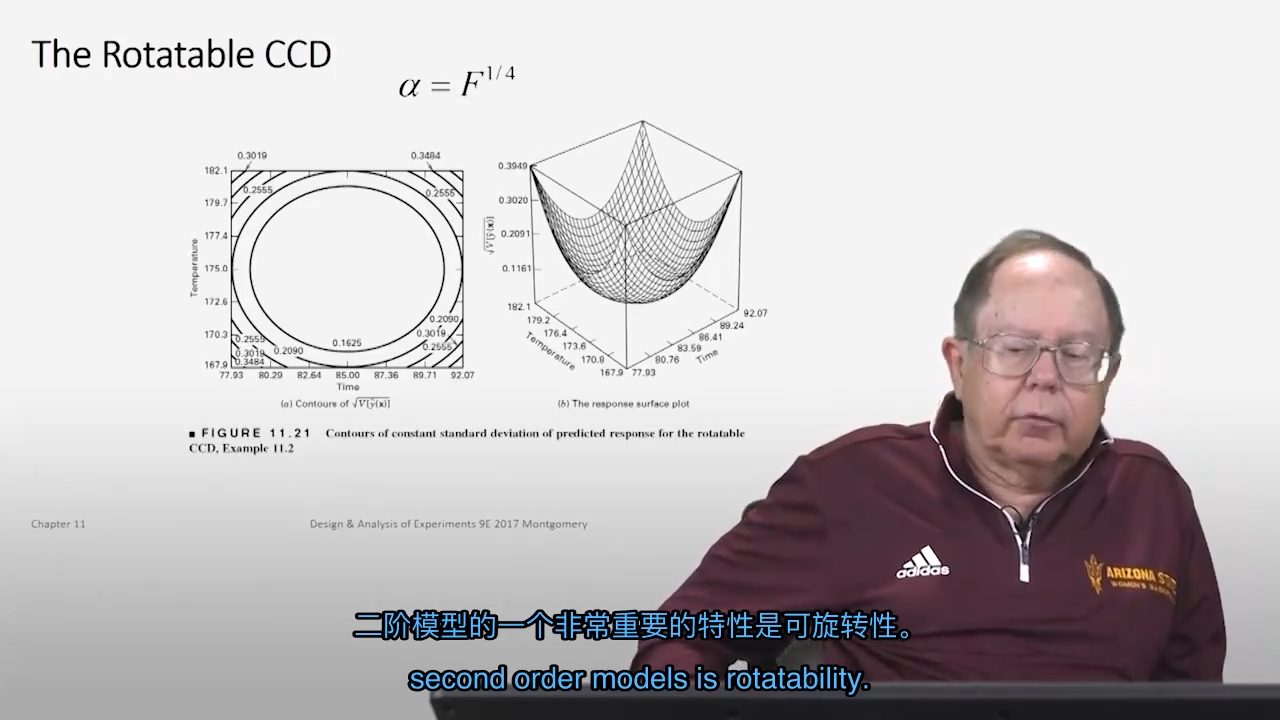 The Rotatable CCD
α = F^1/4
0.3019 0.3484
182.1
179.7
177.4
175.0
172.6
170.3
167.9
Temperature
0.2555 0.2555
0.2090
0.3019
0.2555
0.2555
0.3019
0.3484
0.2090
0.1625
77.93 80.29 82.64 85.00 87.36 89.71 92.07
Time
(a) Contours of √V[ŷ(x)]
0.3949
0.3020
0.2091
0.1161
√V[ŷ(x)]
182.1
179.2
176.4
173.6
170.8
167.9
Temperature
77.93
80.76
83.59
86.41
89.24
92.07
Time
(b) The response surface plot
■ FIGURE 11.21 Contours of constant standard deviation of predicted response for the rotatable
CCD, Example 11.2
Chapter 11
Design & Analysis of Experiments 9E 2017 Montgomery
adidas
ARIZONA
二阶模型的一个非常重要的特性是可旋转性。
second order models is rotatability.